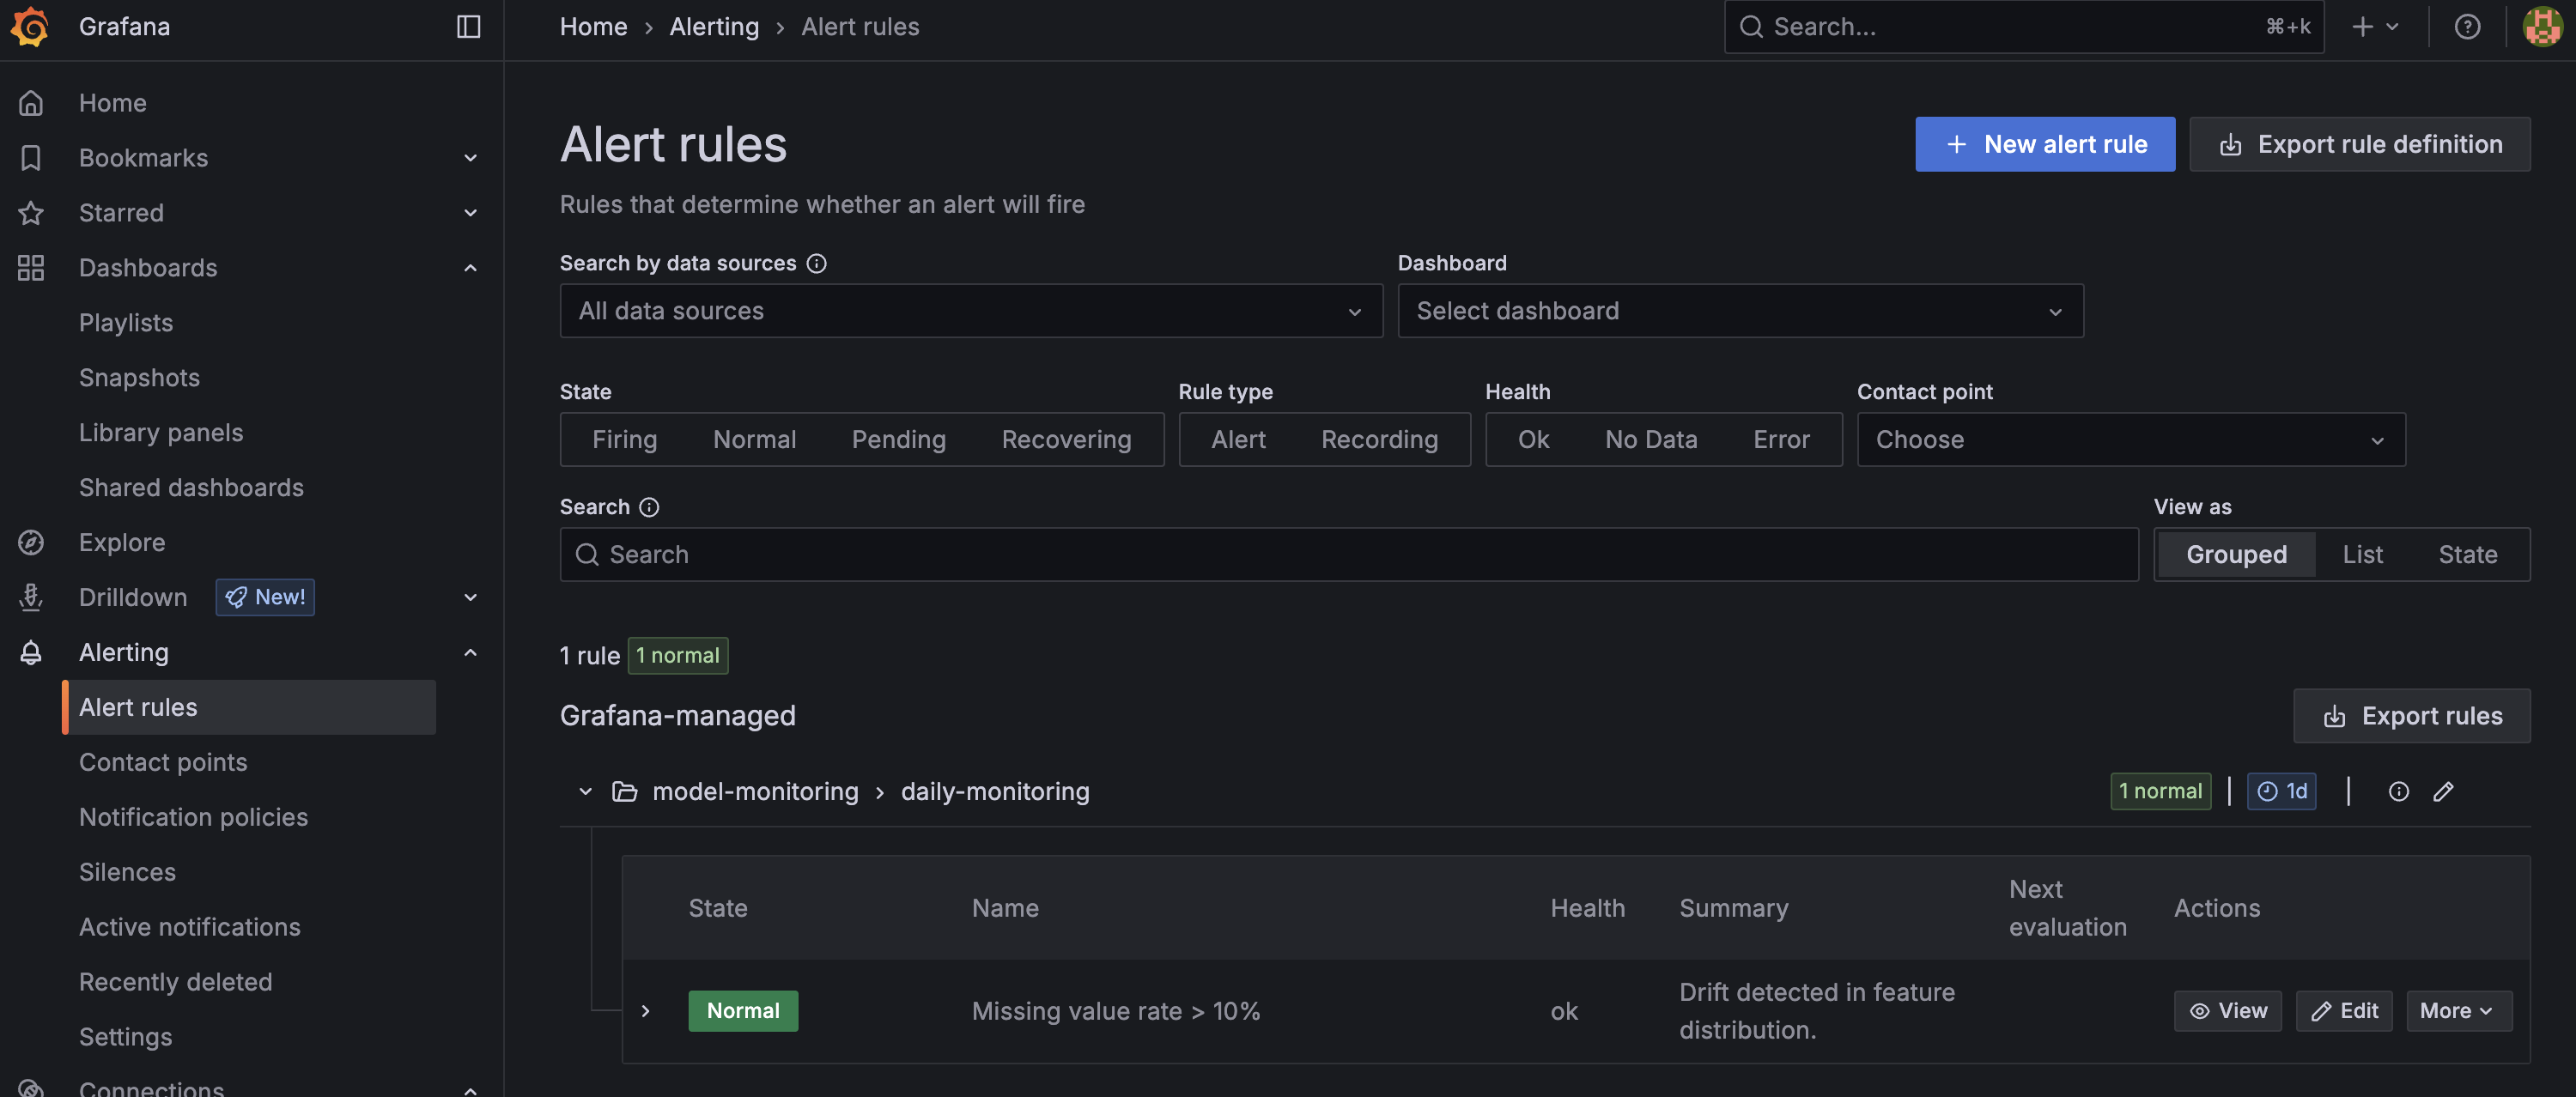 Grafana
Home › Alerting › Alert rules
Search...
⌘+k
Home
Bookmarks
Starred
Dashboards
Playlists
Snapshots
Library panels
Shared dashboards
Explore
Drilldown New!
Alerting
Alert rules
Contact points
Notification policies
Silences
Active notifications
Recently deleted
Settings
Connections
Alert rules
New alert rule
Export rule definition
Rules that determine whether an alert will fire
Search by data sources
All data sources
Dashboard
Select dashboard
State
Firing Normal Pending Recovering
Rule type
Alert Recording
Health
Ok No Data Error
Contact point
Choose
Search
Search
View as
Grouped List State
1 rule 1 normal
Grafana-managed
Export rules
model-monitoring › daily-monitoring
1 normal | 1d |
State Name Health Summary Next
evaluation Actions
Normal Missing value rate > 10% ok Drift detected in feature
distribution.
View Edit More